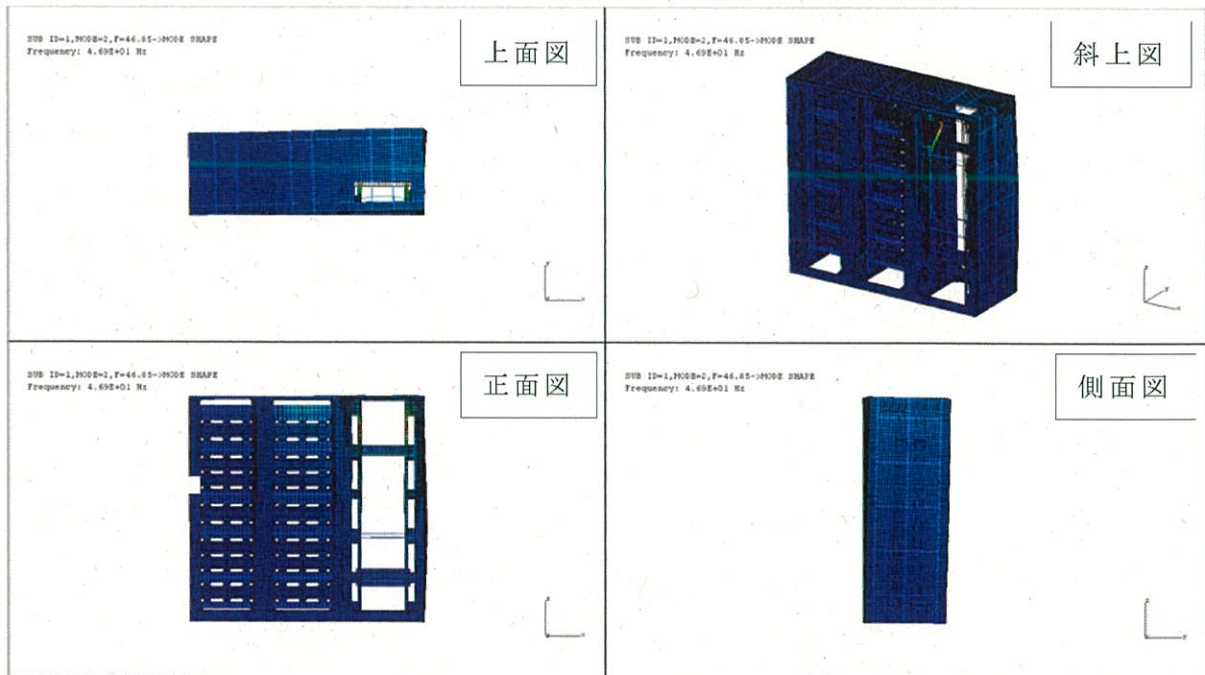 SUB ID=1,MODE=2,F=46.85->MODE SHAPE
Frequency: 4.69E+01 Hz
上面図
SUB ID=1,MODE=2,F=46.85->MODE SHAPE
Frequency: 4.69E+01 Hz
斜上図
SUB ID=1,MODE=2,F=46.85->MODE SHAPE
Frequency: 4.69E+01 Hz
正面図
SUB ID=1,MODE=2,F=46.85->MODE SHAPE
Frequency: 4.69E+01 Hz
側面図